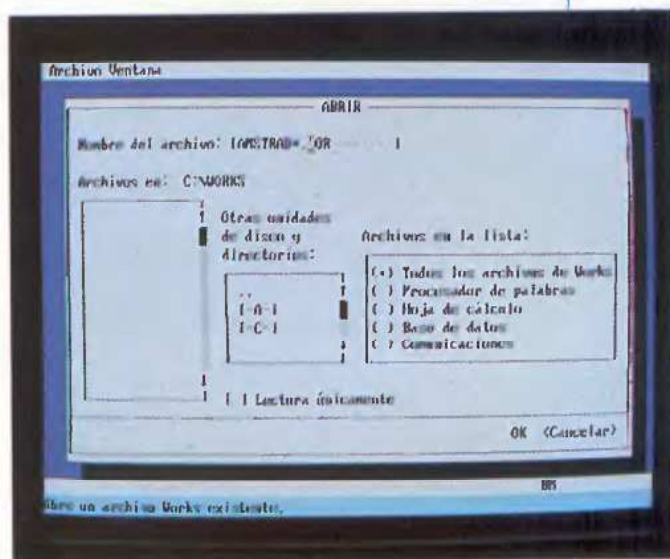 Archivo Ventana
ABRIR
Nombre del archivo: [AMSTRAD*. OR ]
Archivos en: C:\WORKS
Otras unidades
de disco y
directorios:
..
[-A-]
[-C-]
Archivos en la lista:
(•) Todos los archivos de Works
( ) Procesador de palabras
( ) Hoja de cálculo
( ) Base de datos
( ) Comunicaciones
[ ] Lectura únicamente
OK <Cancelar>
Abre un archivo Works existente.